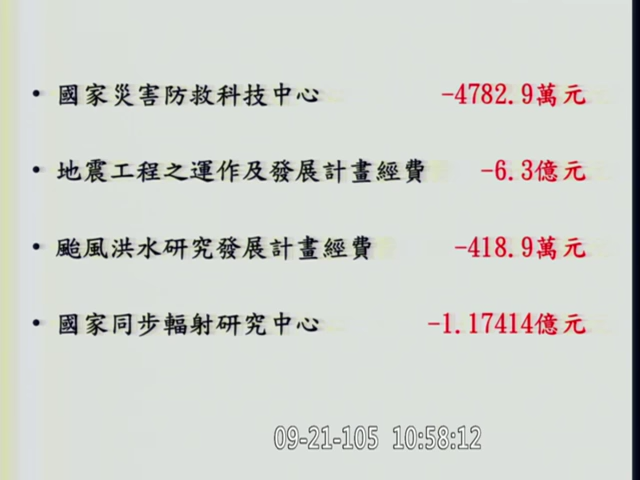 • 國家災害防救科技中心 -4782.9萬元
• 地震工程之運作及發展計畫經費 -6.3億元
• 颱風洪水研究發展計畫經費 -418.9萬元
• 國家同步輻射研究中心 -1.17414億元
09-21-105 10:58:12